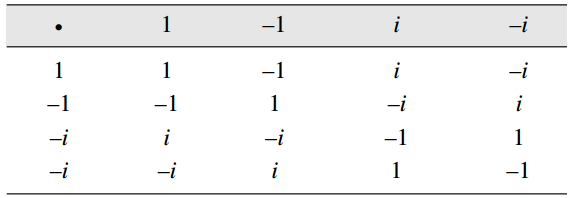 • 1 –1 i –i
1 1 –1 i –i
–1 –1 1 –i i
–i i –i –1 1
–i –i i 1 –1